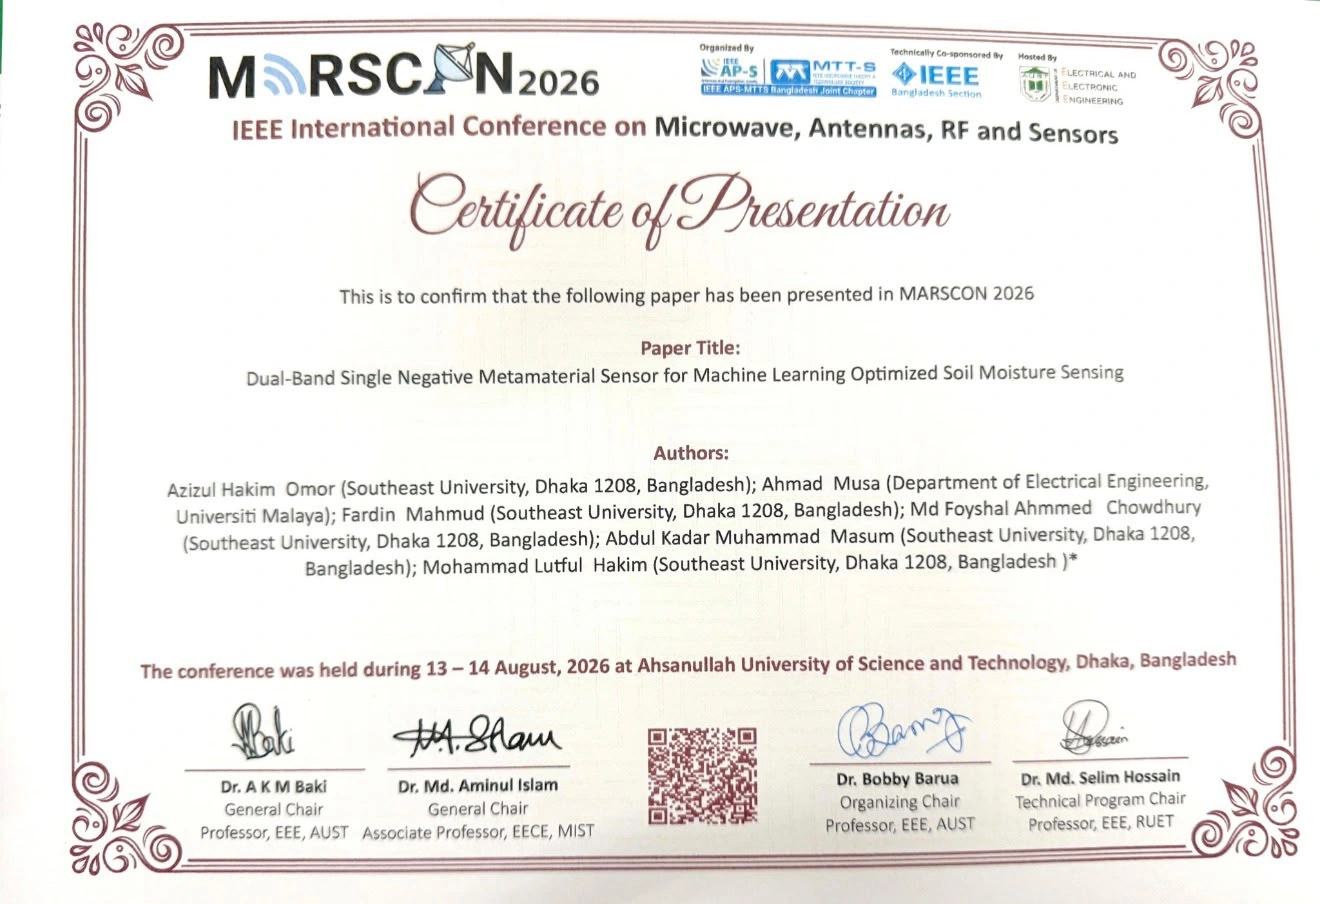 MARSCON 2026
Organized By
IEEE AP-S
MTT-S
IEEE MICROWAVE THEORY & TECHNOLOGY SOCIETY
IEEE APS-MTTS Bangladesh Joint Chapter
Technically Co-sponsored By
IEEE
Bangladesh Section
Hosted By
ELECTRICAL AND
ELECTRONIC
ENGINEERING
IEEE International Conference on Microwave, Antennas, RF and Sensors
Certificate of Presentation
This is to confirm that the following paper has been presented in MARSCON 2026
Paper Title:
Dual-Band Single Negative Metamaterial Sensor for Machine Learning Optimized Soil Moisture Sensing
Authors:
Azizul Hakim Omor (Southeast University, Dhaka 1208, Bangladesh); Ahmad Musa (Department of Electrical Engineering,
Universiti Malaya); Fardin Mahmud (Southeast University, Dhaka 1208, Bangladesh); Md Foyshal Ahmmed Chowdhury
(Southeast University, Dhaka 1208, Bangladesh); Abdul Kadar Muhammad Masum (Southeast University, Dhaka 1208,
Bangladesh); Mohammad Lutful Hakim (Southeast University, Dhaka 1208, Bangladesh )*
The conference was held during 13 – 14 August, 2026 at Ahsanullah University of Science and Technology, Dhaka, Bangladesh
Dr. A K M Baki
General Chair
Professor, EEE, AUST
Dr. Md. Aminul Islam
General Chair
Associate Professor, EECE, MIST
Dr. Bobby Barua
Organizing Chair
Professor, EEE, AUST
Dr. Md. Selim Hossain
Technical Program Chair
Professor, EEE, RUET